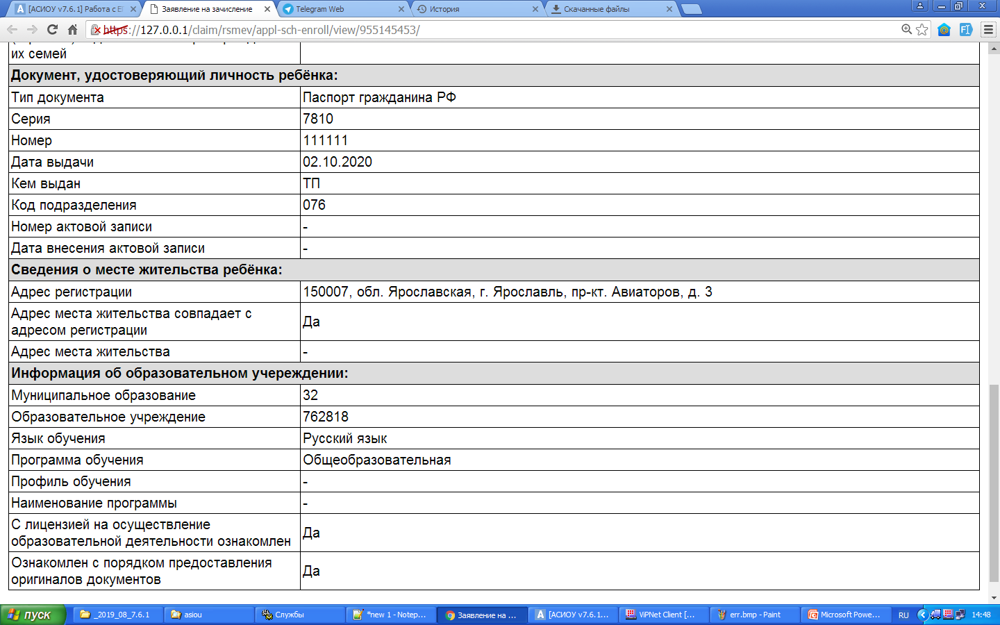 [АСИОУ v7.6.1] Работа с ЕП
Заявление на зачисление
Telegram Web
История
Скачанные файлы
https://127.0.0.1/claim/rsmev/appl-sch-enroll/view/955145453/
их семей
Документ, удостоверяющий личность ребёнка:
Тип документа Паспорт гражданина РФ
Серия 7810
Номер 111111
Дата выдачи 02.10.2020
Кем выдан ТП
Код подразделения 076
Номер актовой записи -
Дата внесения актовой записи -
Сведения о месте жительства ребёнка:
Адрес регистрации 150007, обл. Ярославская, г. Ярославль, пр-кт. Авиаторов, д. 3
Адрес места жительства совпадает с
адресом регистрации Да
Адрес места жительства -
Информация об образовательном учереждении:
Муниципальное образование 32
Образовательное учреждение 762818
Язык обучения Русский язык
Программа обучения Общеобразовательная
Профиль обучения -
Наименование программы -
С лицензией на осуществление
образовательной деятельности ознакомлен Да
Ознакомлен с порядком предоставления
оригиналов документов Да
пуск
_2019_08_7.6.1
asiou
Службы
*new 1 - Notep...
Заявление на ...
[АСИОУ v7.6.1...
ViPNet Client [...
err.bmp - Paint
Microsoft Powe...
RU
14:48